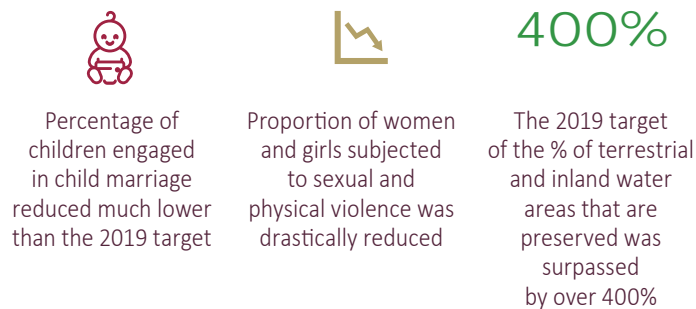 400%
Percentage of
children engaged
in child marriage
reduced much lower
than the 2019 target
Proportion of women
and girls subjected
to sexual and
physical violence was
drastically reduced
The 2019 target
of the % of terrestrial
and inland water
areas that are
preserved was
surpassed
by over 400%